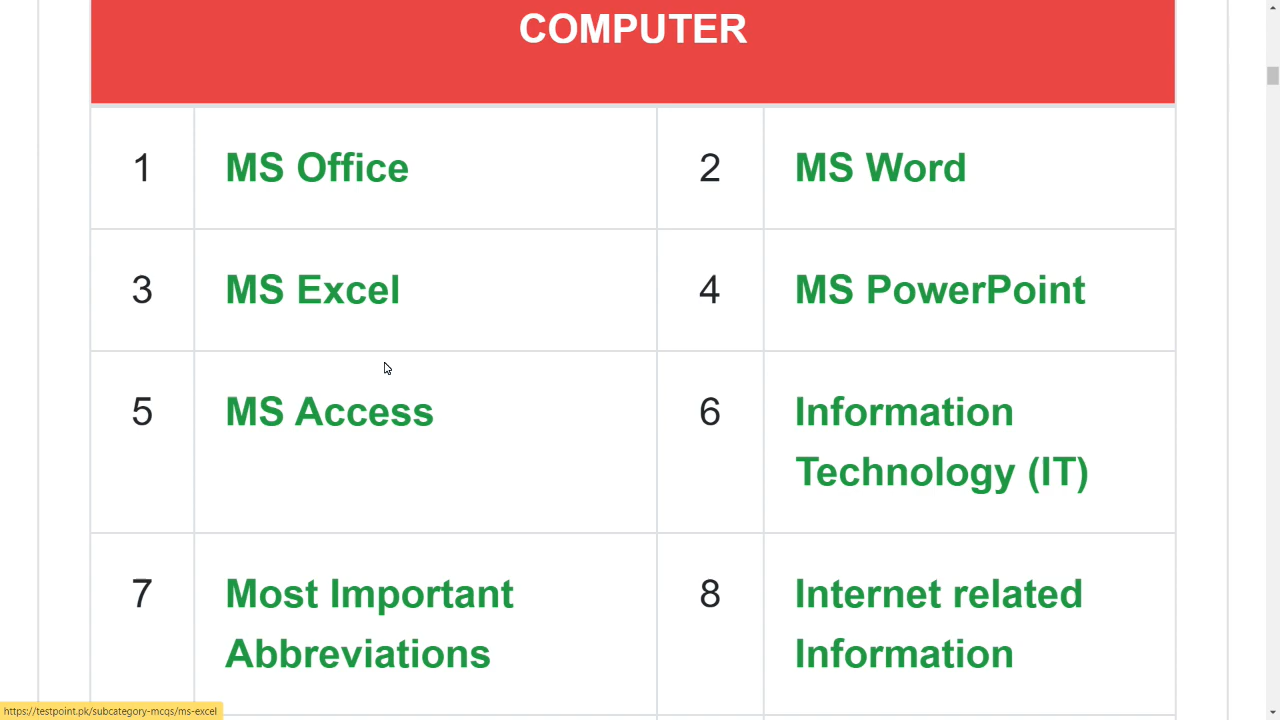 COMPUTER
1 MS Office 2 MS Word
3 MS Excel 4 MS PowerPoint
5 MS Access 6 Information
Technology (IT)
7 Most Important 8 Internet related
Abbreviations Information
https://testpoint.pk/subcategory-mcqs/ms-excel